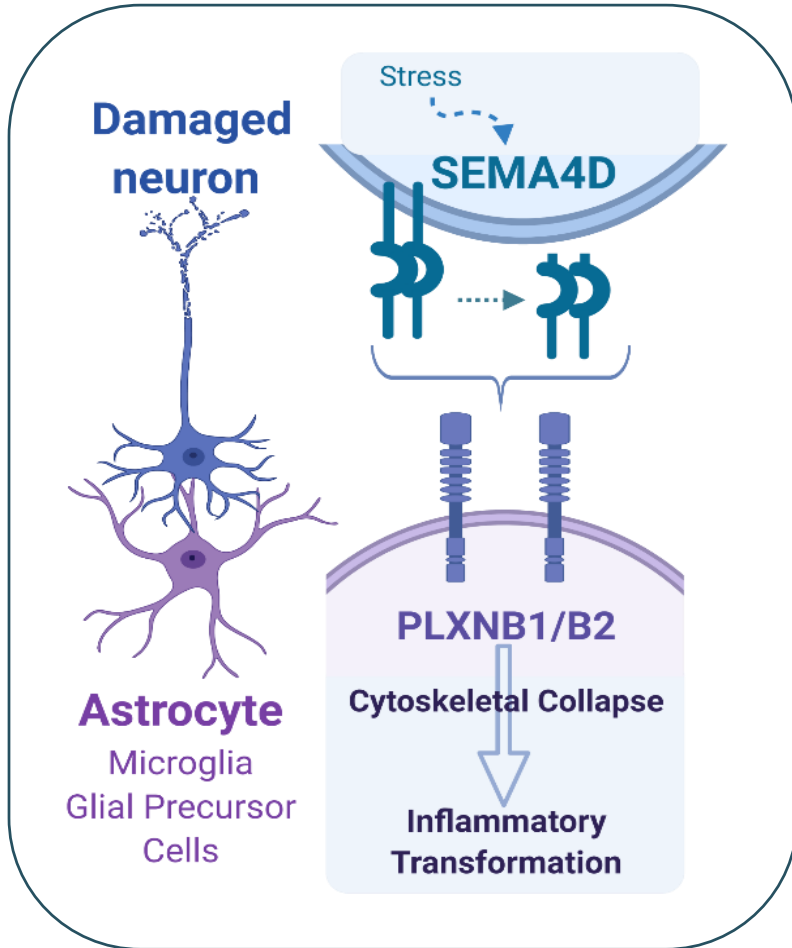 Damaged
neuron
Astrocyte
Microglia
Glial Precursor
Cells
Stress
SEMA4D
PLXNB1/B2
Cytoskeletal Collapse
Inflammatory
Transformation